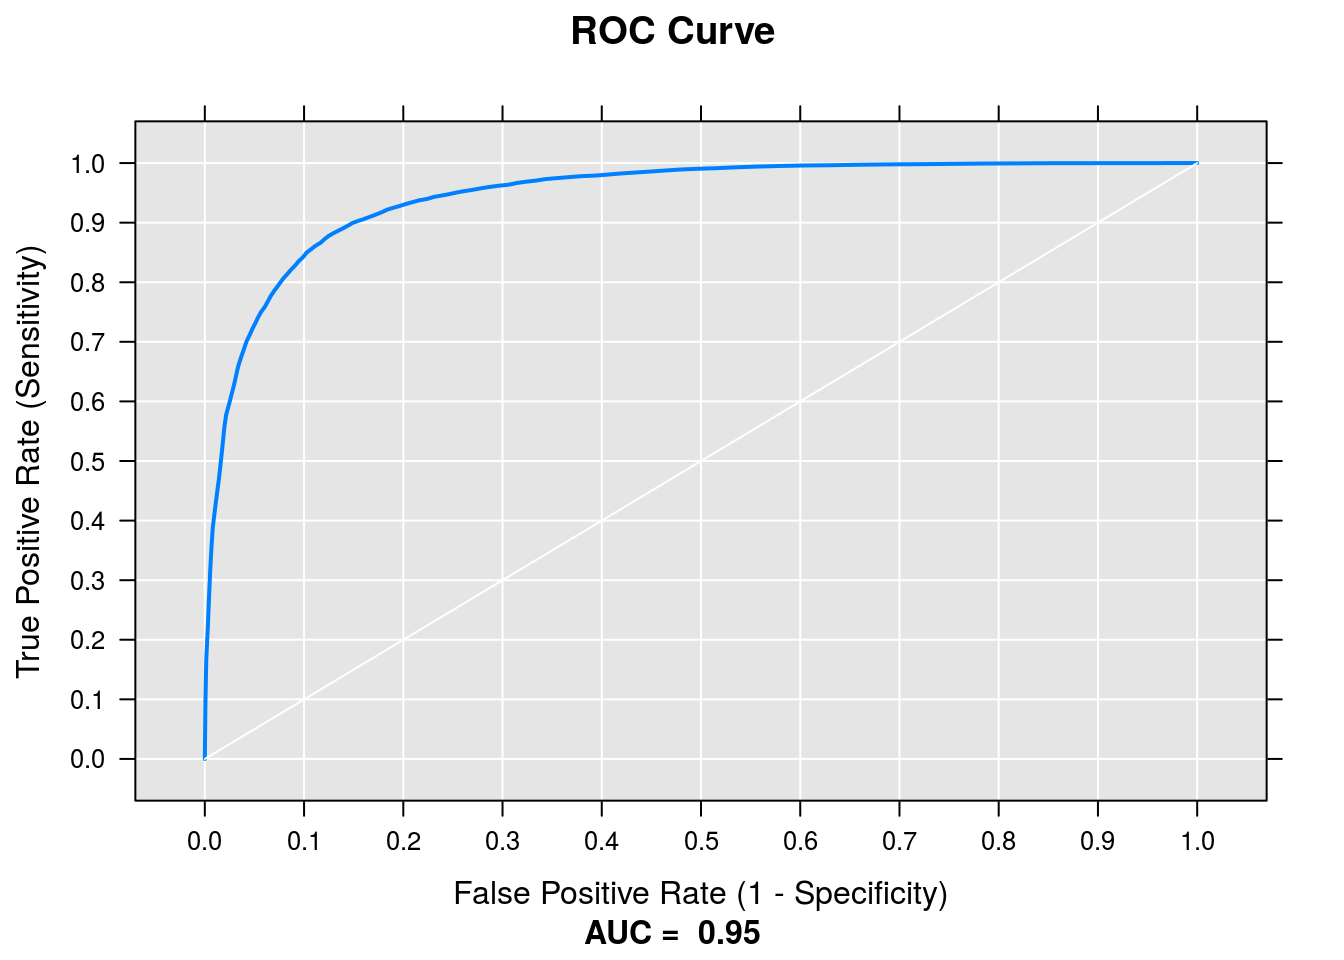 ROC Curve
True Positive Rate (Sensitivity)
1.0
0.9
0.8
0.7
0.6
0.5
0.4
0.3
0.2
0.1
0.0
0.0 0.1 0.2 0.3 0.4 0.5 0.6 0.7 0.8 0.9 1.0
False Positive Rate (1 - Specificity)
AUC =  0.95